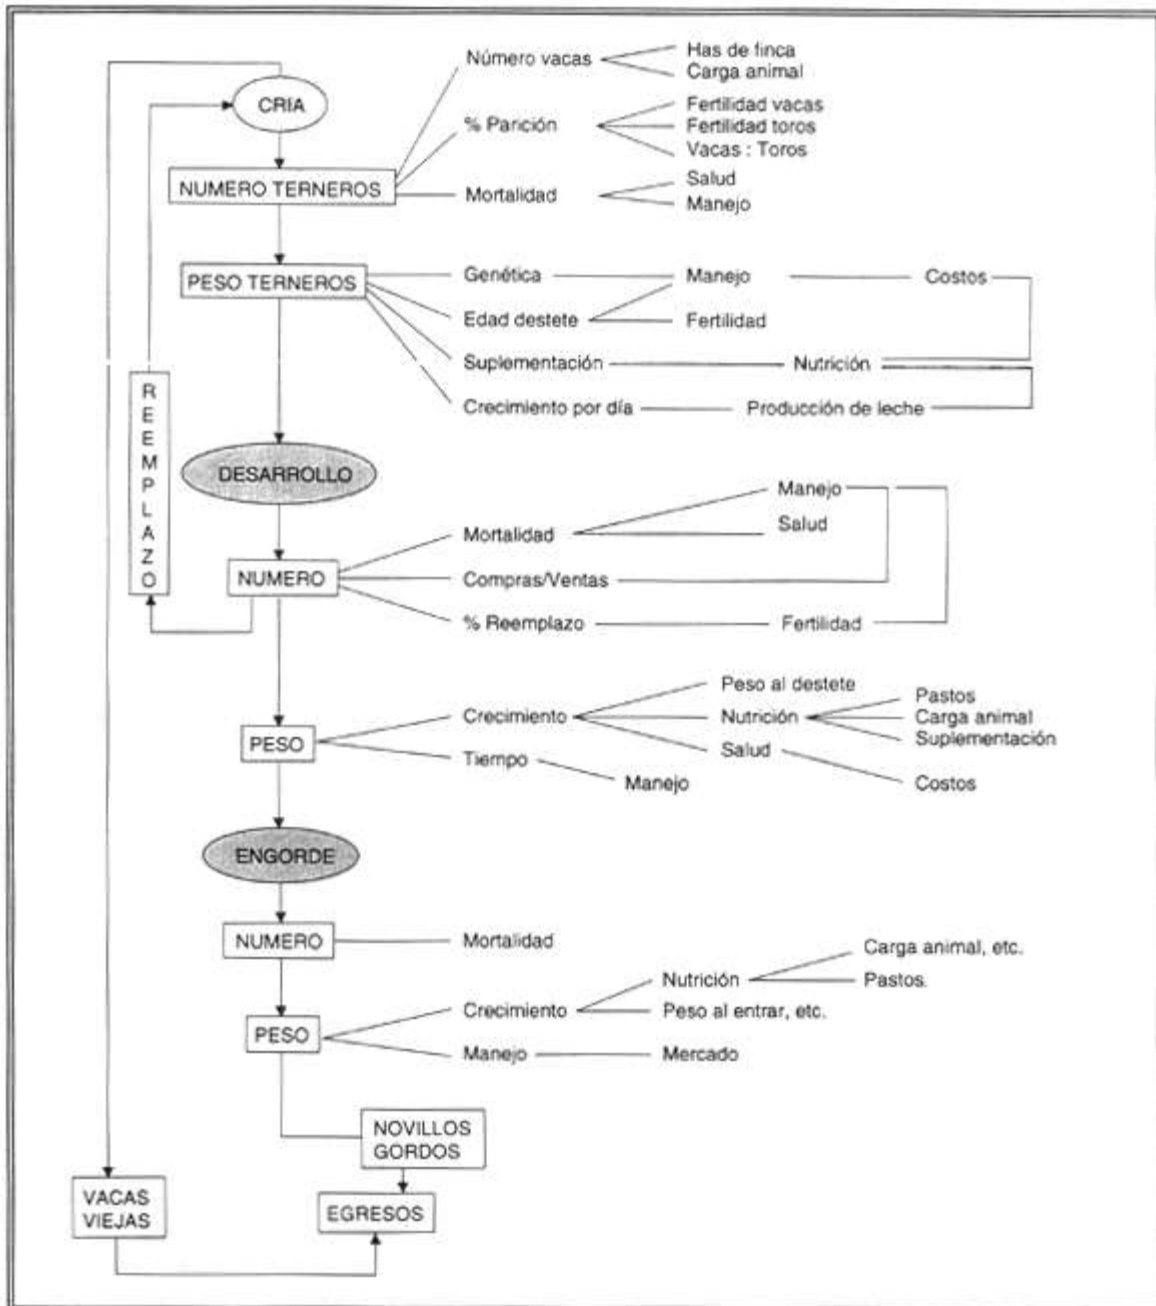 Número vacas
Has de finca
Carga animal
CRIA
% Parición
Fertilidad vacas
Fertilidad toros
Vacas : Toros
NUMERO TERNEROS
Mortalidad
Salud
Manejo
PESO TERNEROS
Genética
Manejo
Costos
Edad destete
Fertilidad
Suplementación
Nutrición
Crecimiento por día
Producción de leche
REEMPLAZO
DESARROLLO
Manejo
Mortalidad
Salud
NUMERO
Compras/Ventas
% Reemplazo
Fertilidad
Peso al destete
Crecimiento
Nutrición
Pastos
Carga animal
Suplementación
PESO
Salud
Tiempo
Manejo
Costos
ENGORDE
NUMERO
Mortalidad
Carga animal, etc.
Nutrición
Pastos.
Crecimiento
Peso al entrar, etc.
PESO
Manejo
Mercado
NOVILLOS
GORDOS
VACAS
VIEJAS
EGRESOS